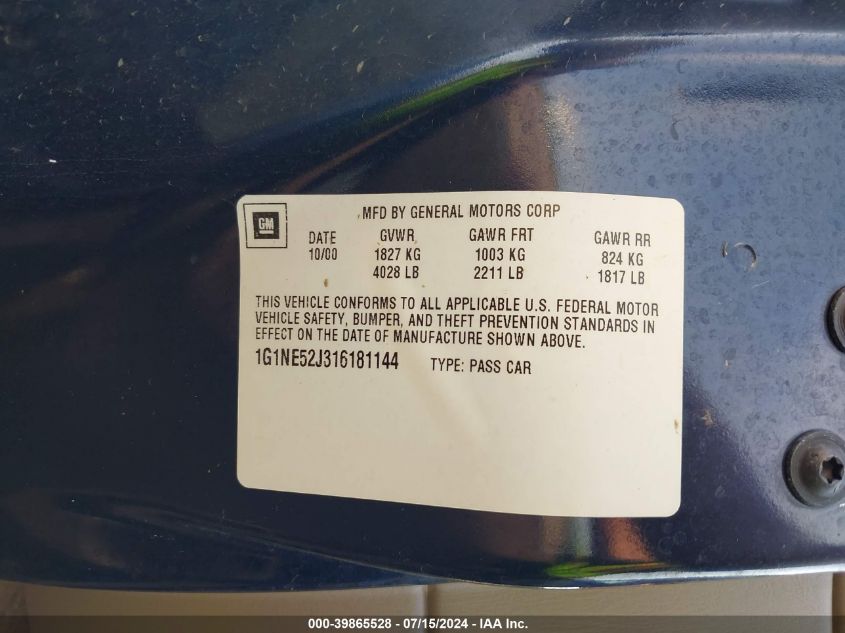 GM
MFD BY GENERAL MOTORS CORP
DATE GVWR GAWR FRT GAWR RR
10/00 1827 KG 1003 KG 824 KG
4028 LB 2211 LB 1817 LB
THIS VEHICLE CONFORMS TO ALL APPLICABLE U.S. FEDERAL MOTOR
VEHICLE SAFETY, BUMPER, AND THEFT PREVENTION STANDARDS IN
EFFECT ON THE DATE OF MANUFACTURE SHOWN ABOVE.
1G1NE52J316181144 TYPE: PASS CAR
000-39865528 - 07/15/2024 - IAA Inc.